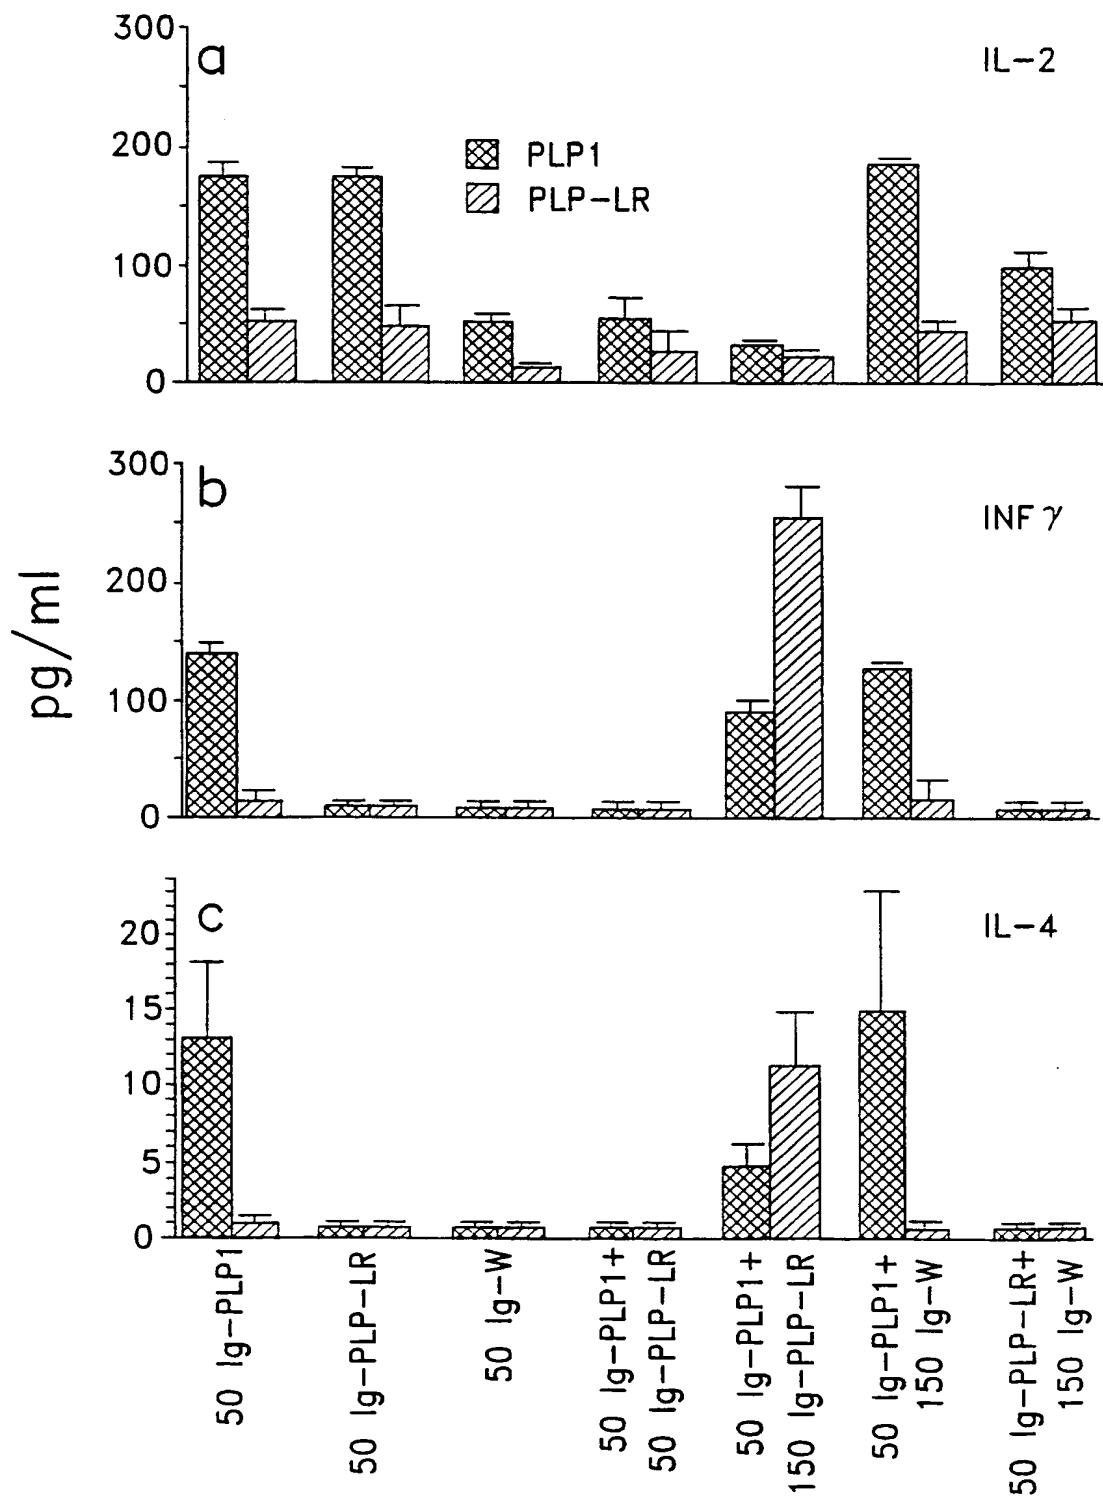 300
a
IL-2
200
PLP1
PLP-LR
100
0
300
b
INF γ
200
pg/ml
100
0
c
IL-4
20
15
10
5
0
50 Ig-PLP1
50 Ig-PLP-LR
50 Ig-W
50 Ig-PLP1+
50 Ig-PLP-LR
50 Ig-PLP1+
150 Ig-PLP-LR
50 Ig-PLP1+
150 Ig-W
50 Ig-PLP-LR+
150 Ig-W